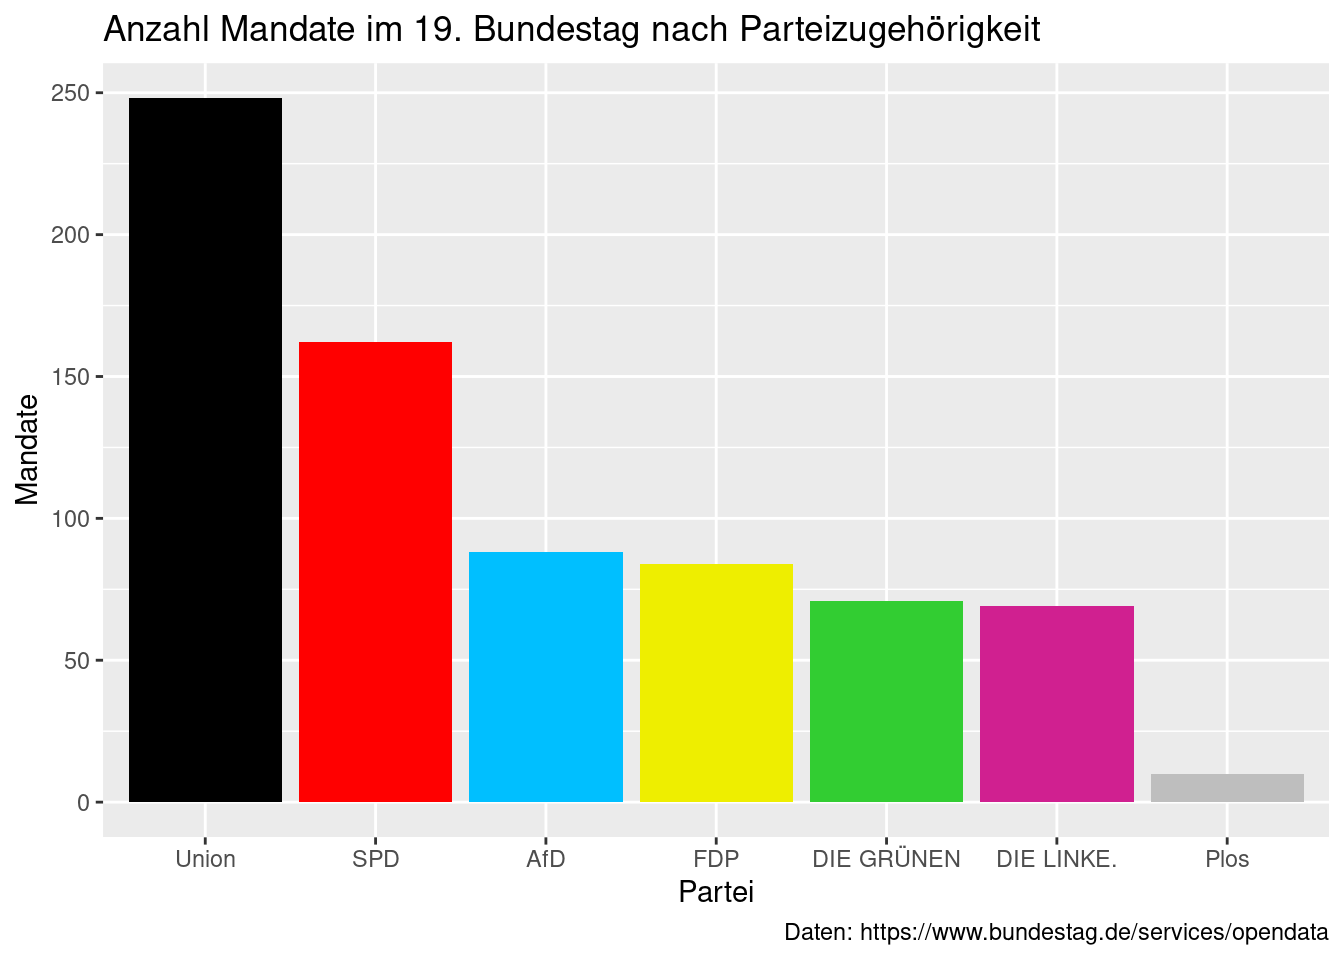 Anzahl Mandate im 19. Bundestag nach Parteizugehörigkeit
250
200
150
100
50
0
Mandate
Union SPD AfD FDP DIE GRÜNEN DIE LINKE. Plos
Partei
Daten: https://www.bundestag.de/services/opendata